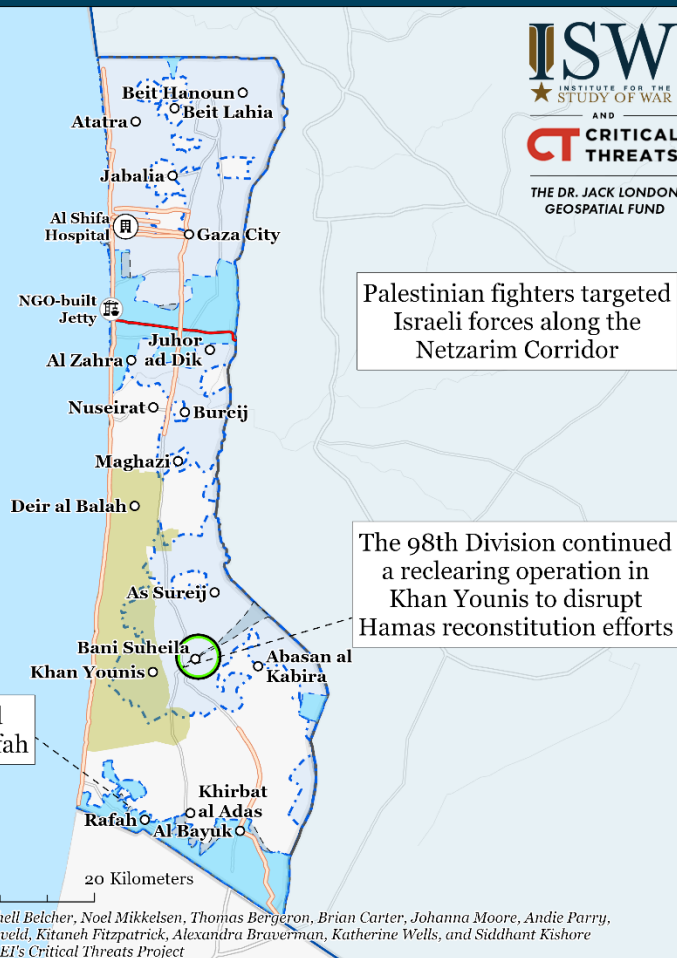 ISW
INSTITUTE FOR THE
STUDY OF WAR
AND
CT CRITICAL
THREATS
THE DR. JACK LONDON
GEOSPATIAL FUND
Beit Hanoun
Beit Lahia
Atatra
Jabalia
Al Shifa
Hospital
Gaza City
NGO-built
Jetty
Palestinian fighters targeted
Israeli forces along the
Netzarim Corridor
Juhor
ad Dik
Al Zahra
Nuseirat
Bureij
Maghazi
Deir al Balah
The 98th Division continued
a reclearing operation in
Khan Younis to disrupt
Hamas reconstitution efforts
As Sureij
Bani Suheila
Khan Younis
Abasan al
Kabira
Khirbat
al Adas
Rafah
Al Bayuk
20 Kilometers
Belcher, Noel Mikkelsen, Thomas Bergeron, Brian Carter, Johanna Moore, Andie Parry,
Kitaneh Fitzpatrick, Alexandra Braverman, Katherine Wells, and Siddhant Kishore
EI's Critical Threats Project